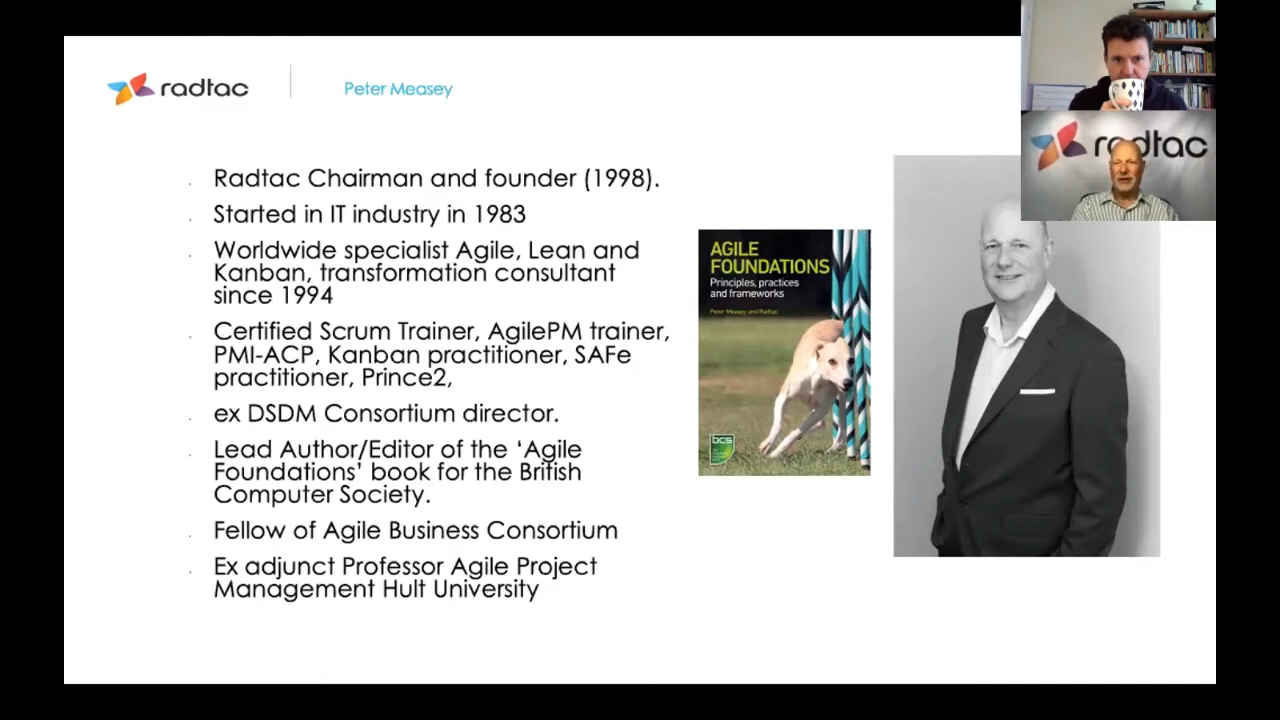 radtac
Peter Measey
radtac
Radtac Chairman and founder (1998).
Started in IT industry in 1983
Worldwide specialist Agile, Lean and
Kanban, transformation consultant
since 1994
Certified Scrum Trainer, AgilePM trainer,
PMI-ACP, Kanban practitioner, SAFe
practitioner, Prince2,
ex DSDM Consortium director.
Lead Author/Editor of the ‘Agile
Foundations’ book for the British
Computer Society.
Fellow of Agile Business Consortium
Ex adjunct Professor Agile Project
Management Hult University
AGILE
FOUNDATIONS
Principles, practices
and frameworks
Peter Measey and Radtac
bcs